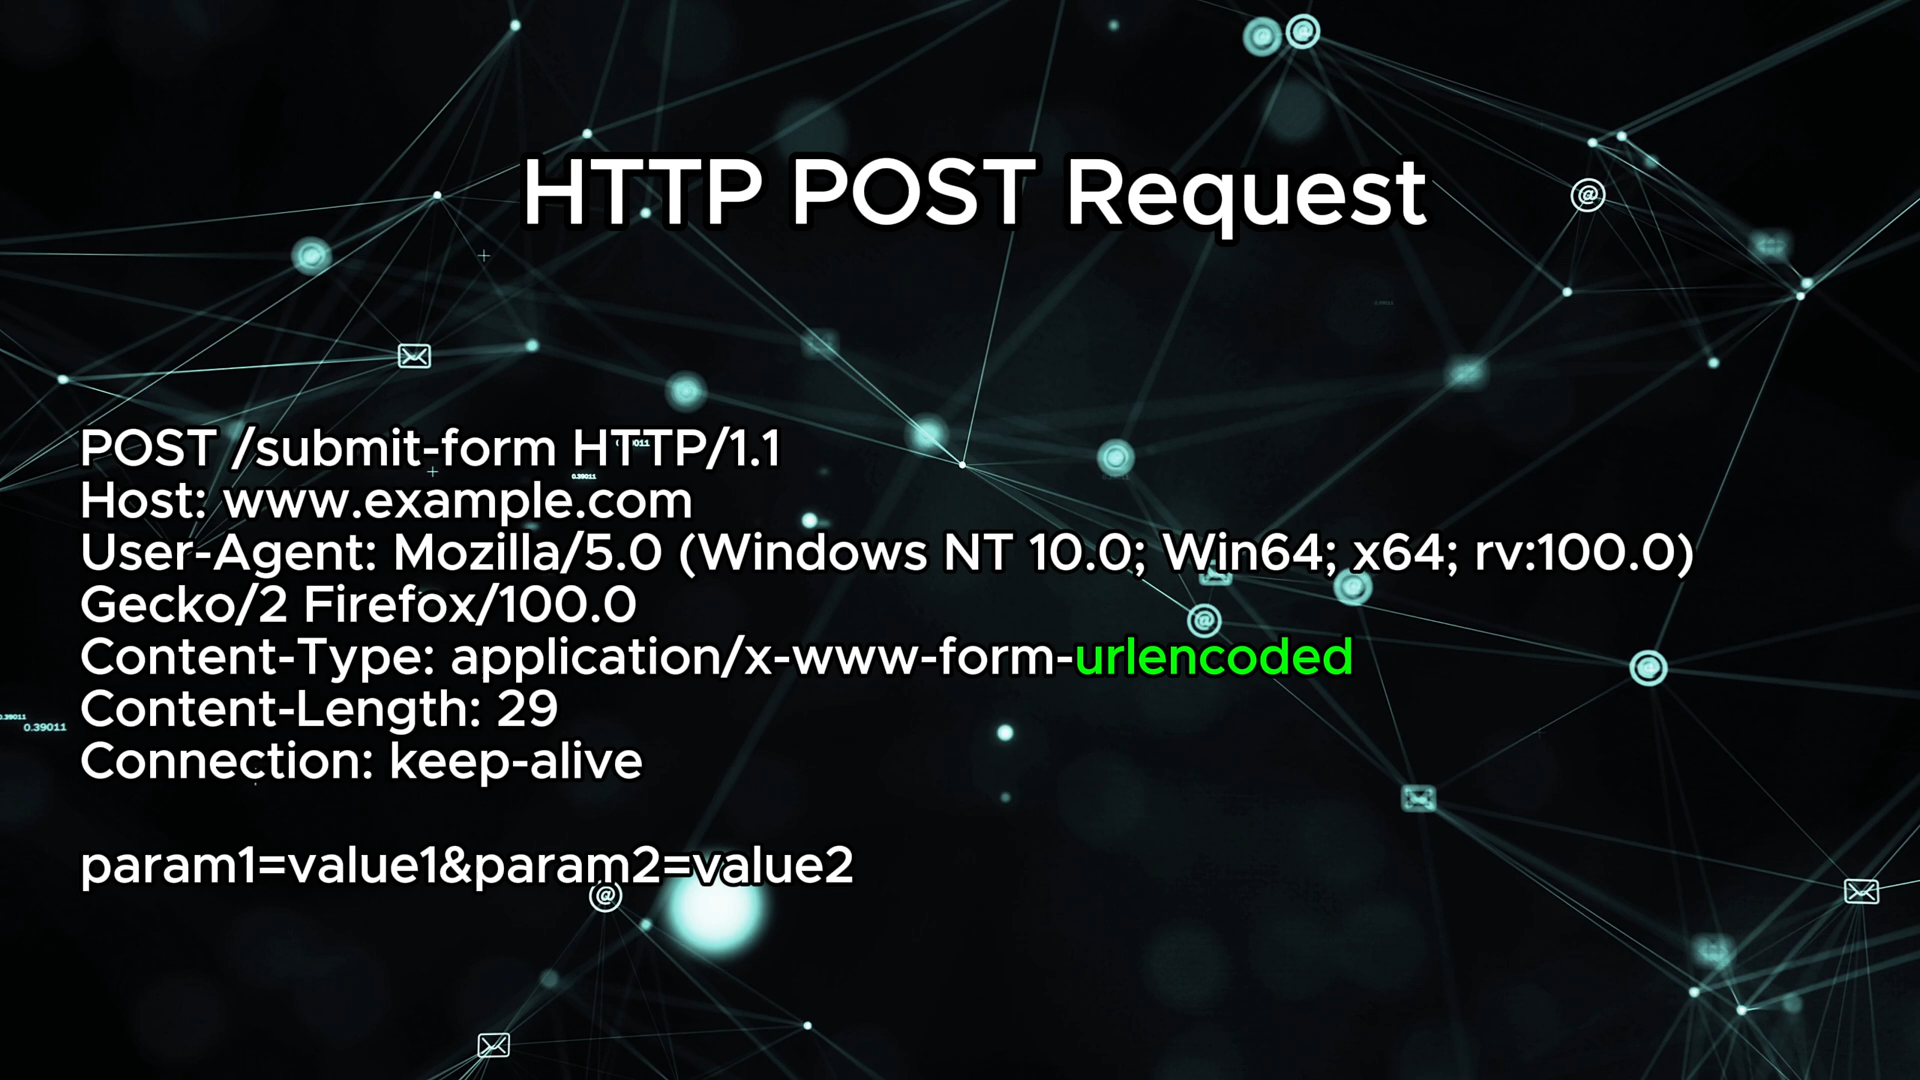 HTTP POST Request
POST /submit-form HTTP/1.1
Host: www.example.com
User-Agent: Mozilla/5.0 (Windows NT 10.0; Win64; x64; rv:100.0)
Gecko/2 Firefox/100.0
Content-Type: application/x-www-form-urlencoded
Content-Length: 29
Connection: keep-alive
0.39011
param1=value1&param2=value2